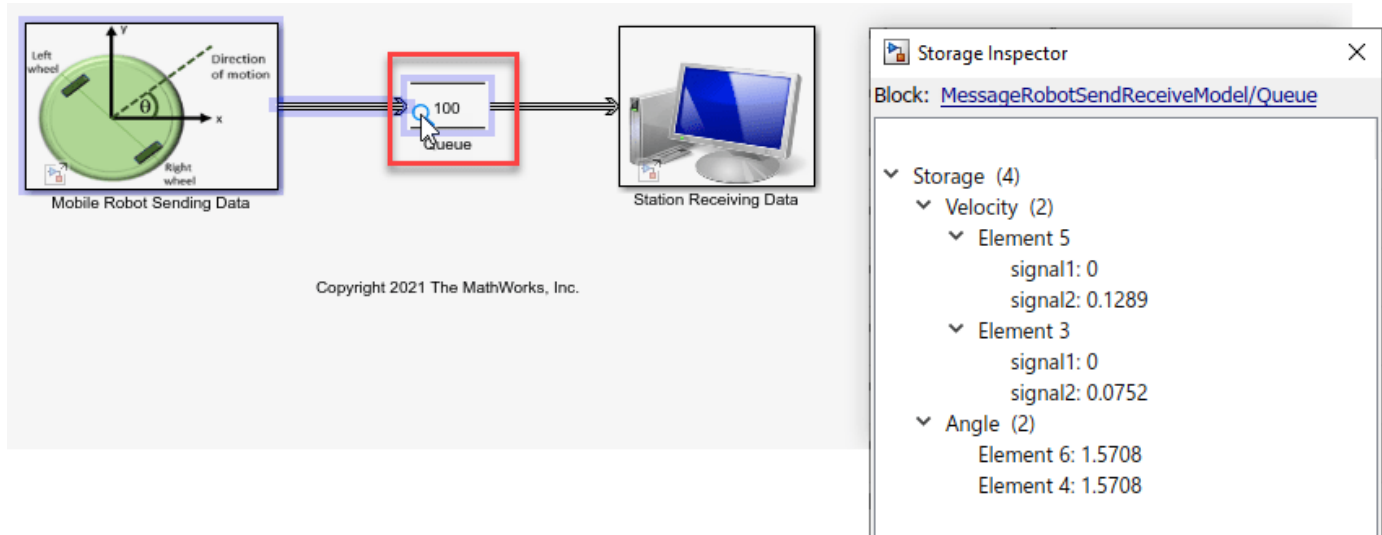 y
Left
wheel
Direction
of motion
θ
x
Right
wheel
Mobile Robot Sending Data
100
Queue
Station Receiving Data
Copyright 2021 The MathWorks, Inc.
Storage Inspector
Block: MessageRobotSendReceiveModel/Queue
Storage (4)
Velocity (2)
Element 5
signal1: 0
signal2: 0.1289
Element 3
signal1: 0
signal2: 0.0752
Angle (2)
Element 6: 1.5708
Element 4: 1.5708